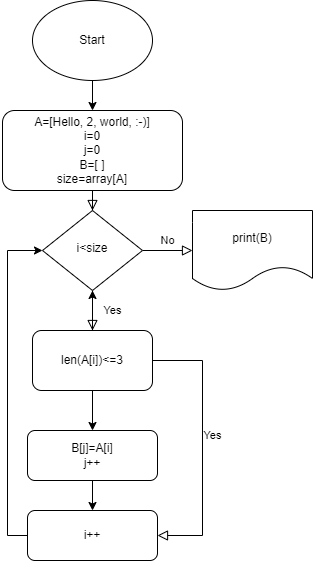 Start
A=[Hello, 2, world, :-)]
i=0
j=0
B=[ ]
size=array[A]
i<size
No
print(B)
Yes
len(A[i])<=3
B[j]=A[i]
j++
Yes
i++